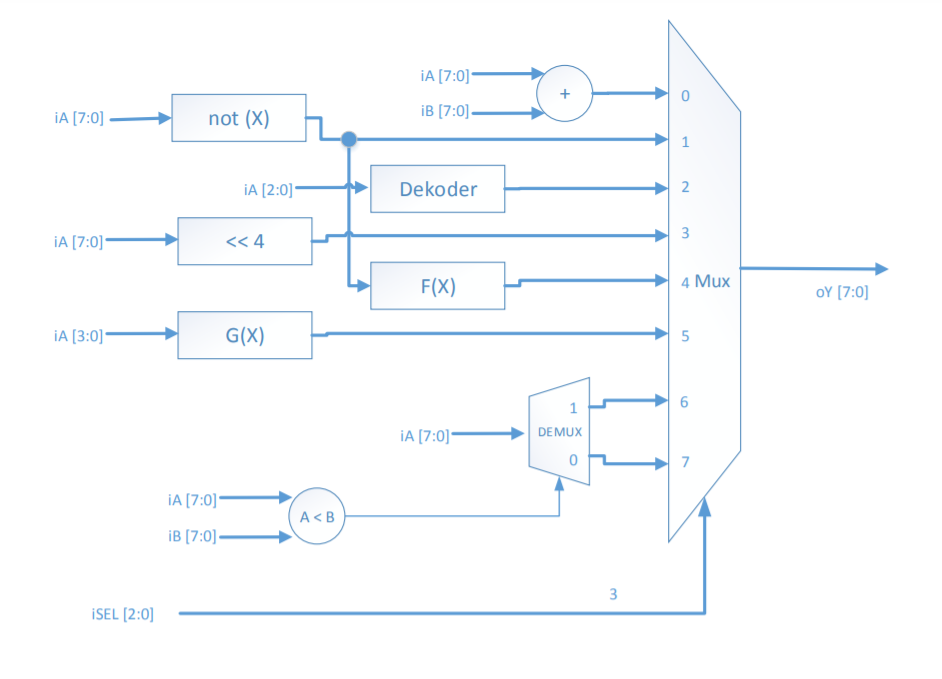 iA [7:0]
+
iB [7:0]
0
iA [7:0]
not (X)
1
iA [2:0]
Dekoder
2
iA [7:0]
<< 4
3
F(X)
4 Mux
oY [7:0]
iA [3:0]
G(X)
5
1
6
iA [7:0]
DEMUX
0
7
iA [7:0]
A < B
iB [7:0]
3
iSEL [2:0]